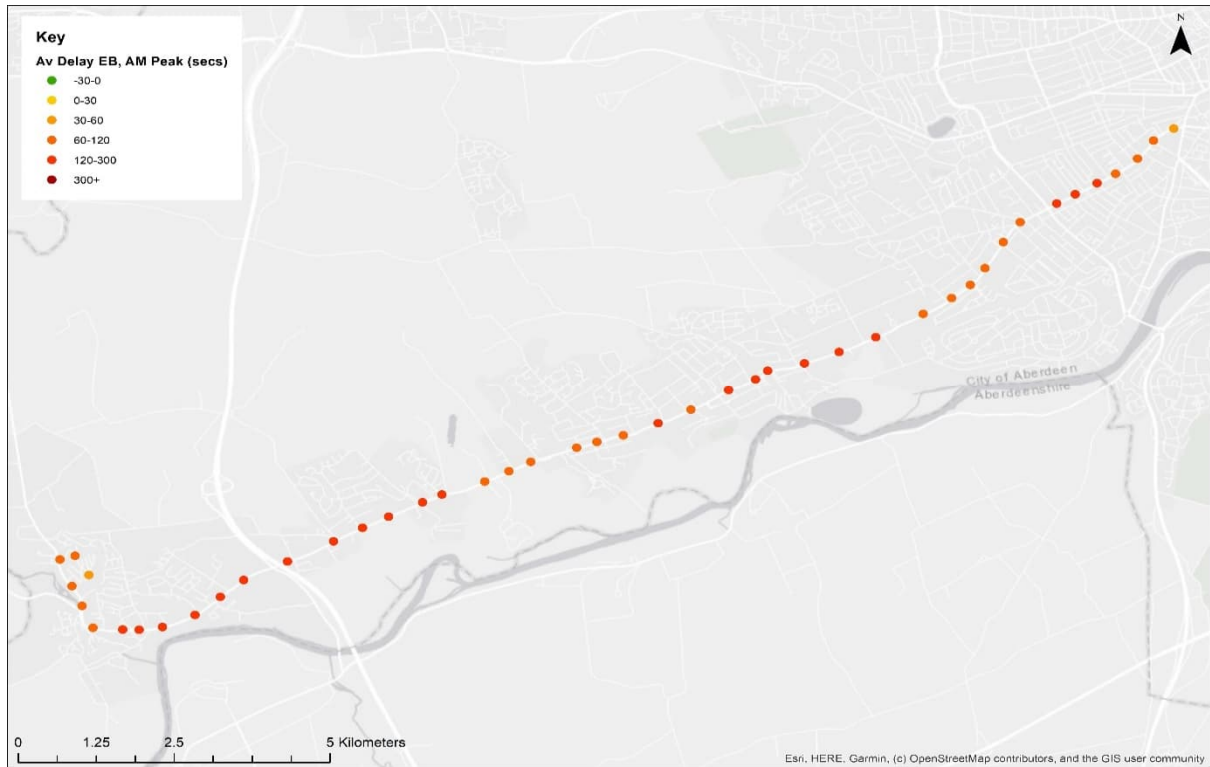 Key
Av Delay EB, AM Peak (secs)
-30-0
0-30
30-60
60-120
120-300
300+
N
City of Aberdeen
Aberdeenshire
0 1.25 2.5 5 Kilometers
Esri, HERE, Garmin, (c) OpenStreetMap contributors, and the GIS user community